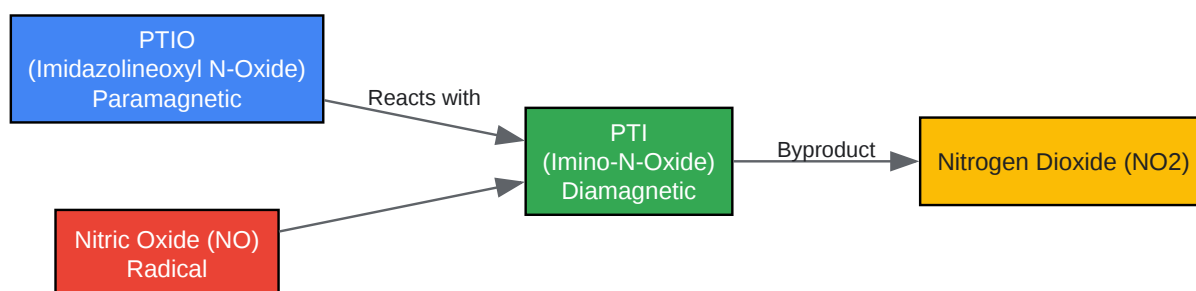 PTIO
(Imidazolineoxyl N-Oxide)
Paramagnetic
Reacts with
Nitric Oxide (NO)
Radical
PTI
(Imino-N-Oxide)
Diamagnetic
Byproduct
Nitrogen Dioxide (NO2)